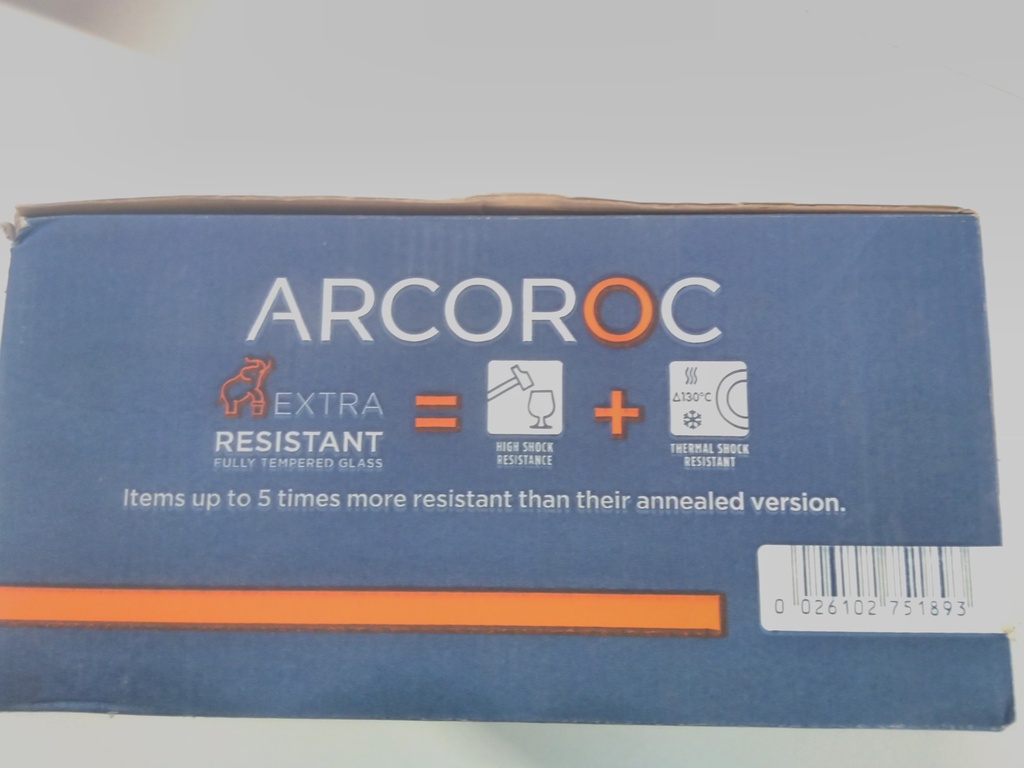 ARCOROC
EXTRA
RESISTANT
FULLY TEMPERED GLASS
=
HIGH SHOCK
RESISTANCE
+
Δ130°C
THERMAL SHOCK
RESISTANT
Items up to 5 times more resistant than their annealed version.
0 026102 751893